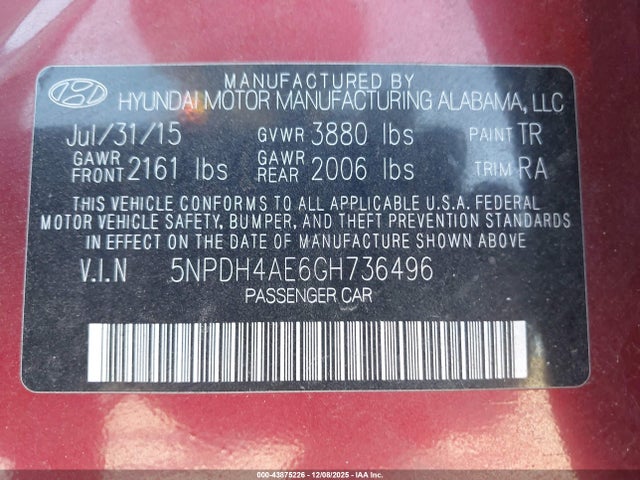 MANUFACTURED BY
HYUNDAI MOTOR MANUFACTURING ALABAMA, LLC
Jul/31/15 GVWR 3880 lbs PAINT TR
GAWR FRONT 2161 lbs GAWR REAR 2006 lbs TRIM RA
THIS VEHICLE CONFORMS TO ALL APPLICABLE U.S.A. FEDERAL
MOTOR VEHICLE SAFETY, BUMPER, AND THEFT PREVENTION STANDARDS
IN EFFECT ON THE DATE OF MANUFACTURE SHOWN ABOVE
V.I.N 5NPDH4AE6GH736496
PASSENGER CAR
000-43875226 - 12/08/2025 - IAA Inc.